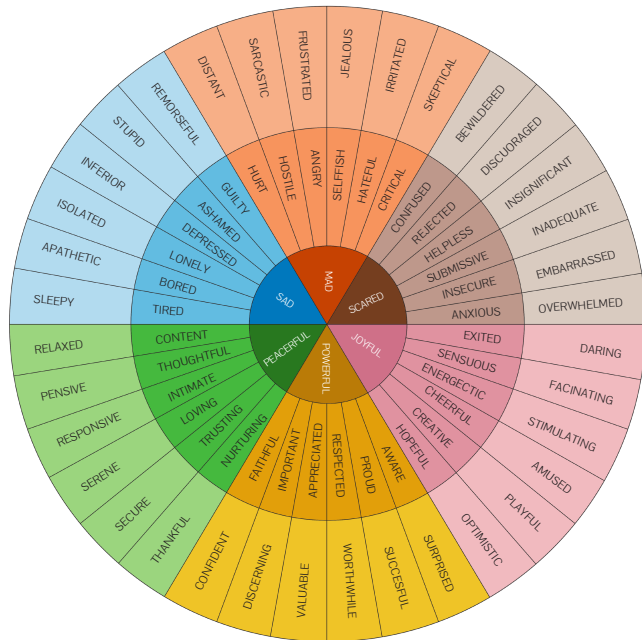 MAD
SCARED
JOYFUL
POWERFUL
PEACERFUL
SAD
HURT
HOSTILE
ANGRY
SELFFISH
HATEFUL
CRITICAL
CONFUSED
REJECTED
HELPLESS
SUBMISSIVE
INSECURE
ANXIOUS
EXITED
SENSUOUS
ENERGECTIC
CHEERFUL
CREATIVE
HOPEFUL
AWARE
PROUD
RESPECTED
APPRECIATED
IMPORTANT
FAITHFUL
NURTURING
TRUSTING
LOVING
INTIMATE
THOUGHTFUL
CONTENT
TIRED
BORED
LONELY
DEPRESSED
ASHAMED
GUILTY
DISTANT
SARCASTIC
FRUSTRATED
JEALOUS
IRRITATED
SKEPTICAL
BEWILDERED
DISCUORAGED
INSIGNIFICANT
INADEQUATE
EMBARRASSED
OVERWHELMED
DARING
FACINATING
STIMULATING
AMUSED
PLAYFUL
OPTIMISTIC
SURPRISED
SUCCESFUL
WORTHWHILE
VALUABLE
DISCERNING
CONFIDENT
THANKFUL
SECURE
SERENE
RESPONSIVE
PENSIVE
RELAXED
SLEEPY
APATHETIC
ISOLATED
INFERIOR
STUPID
REMORSEFUL